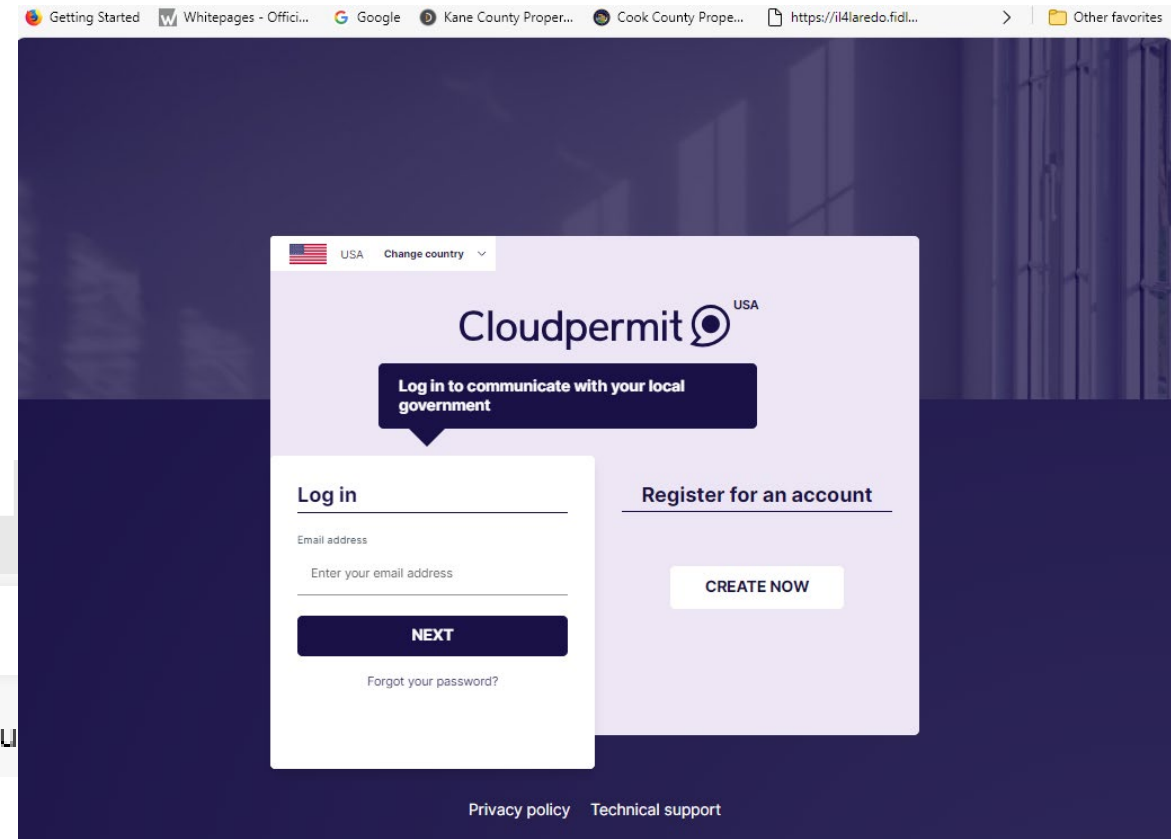 Getting Started Whitepages - Offici... Google Kane County Proper... Cook County Prope... https://il4laredo.fidl... Other favorites
USA Change country
Cloudpermit USA
Log in to communicate with your local
government
Log in
Email address
Enter your email address
NEXT
Forgot your password?
Register for an account
CREATE NOW
Privacy policy Technical support